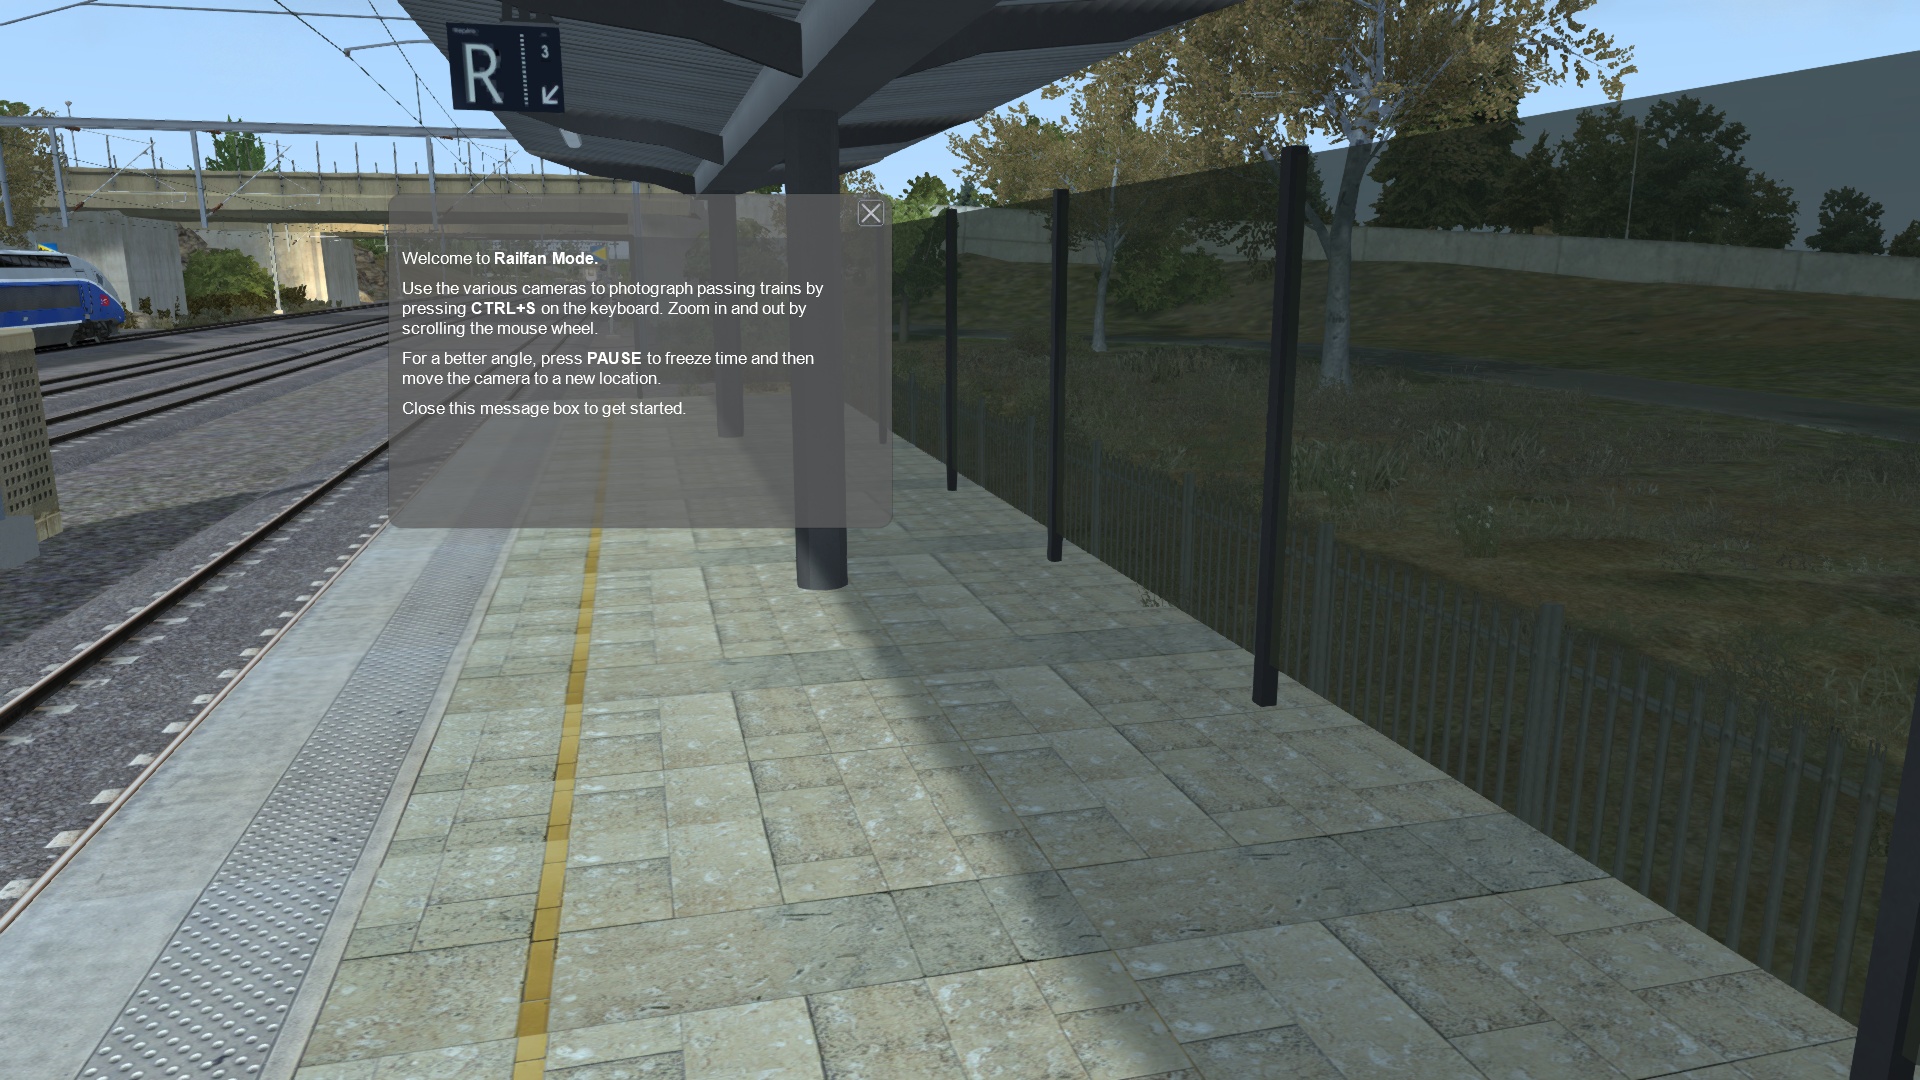 R
3
Welcome to Railfan Mode.
Use the various cameras to photograph passing trains by
pressing CTRL+S on the keyboard. Zoom in and out by
scrolling the mouse wheel.
For a better angle, press PAUSE to freeze time and then
move the camera to a new location.
Close this message box to get started.